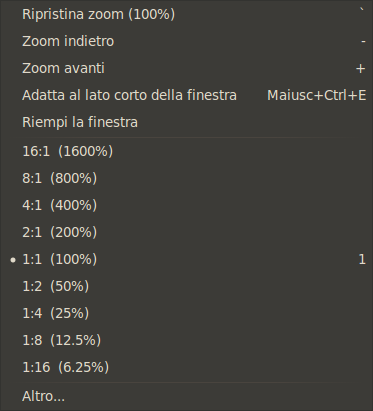 Ripristina zoom (100%) `
Zoom indietro -
Zoom avanti +
Adatta al lato corto della finestra Maiusc+Ctrl+E
Riempi la finestra
16:1 (1600%)
8:1 (800%)
4:1 (400%)
2:1 (200%)
1:1 (100%) 1
1:2 (50%)
1:4 (25%)
1:8 (12.5%)
1:16 (6.25%)
Altro...